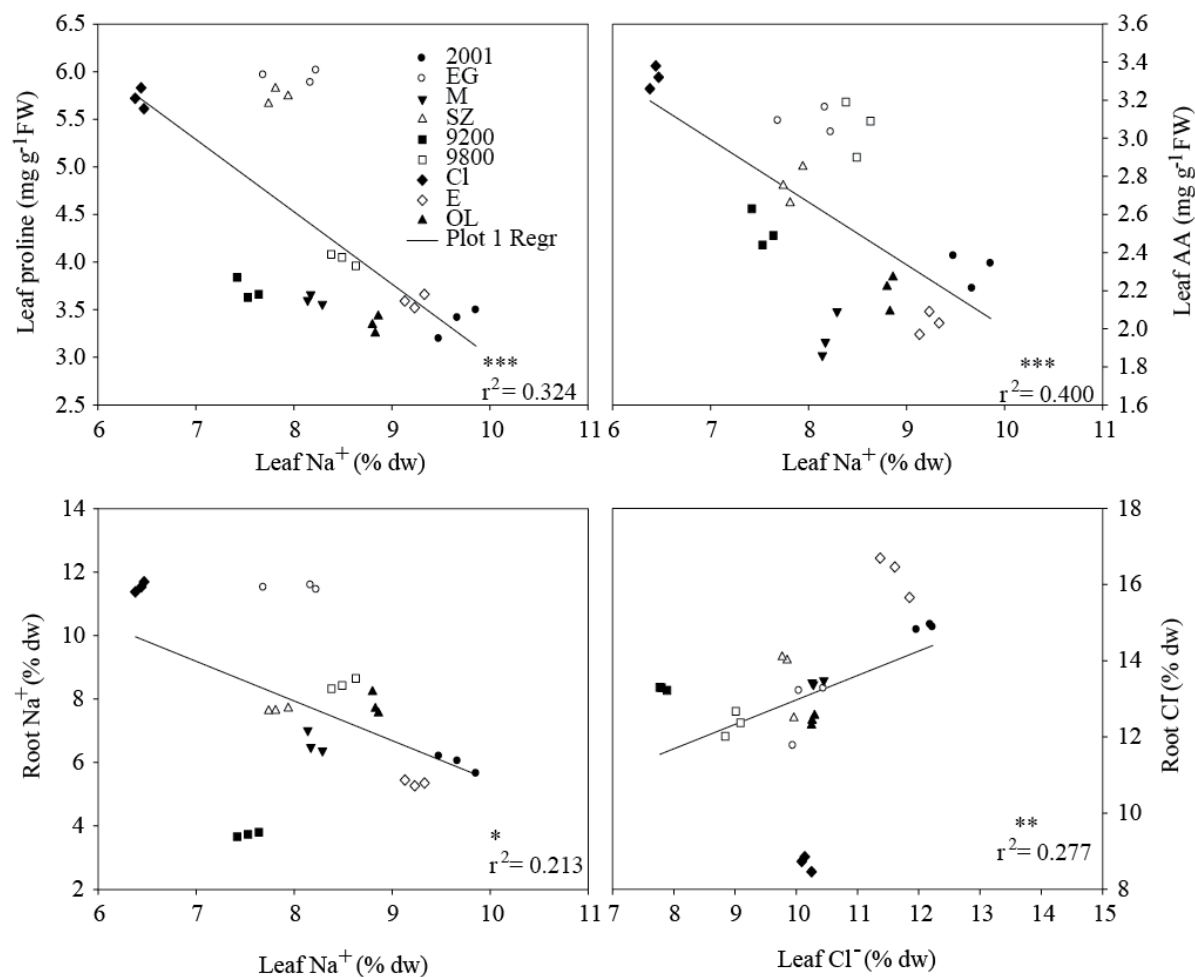 6.5
6.0
5.5
5.0
4.5
4.0
3.5
3.0
2.5
Leaf proline (mg g⁻¹FW)
2001
EG
M
SZ
9200
9800
Cl
E
OL
Plot 1 Regr
***
r²= 0.324
6 7 8 9 10 11
Leaf Na⁺ (% dw)
3.6
3.4
3.2
3.0
2.8
2.6
2.4
2.2
2.0
1.8
1.6
Leaf AA (mg g⁻¹FW)
***
r²= 0.400
6 7 8 9 10 11
Leaf Na⁺ (% dw)
14
12
10
8
6
4
2
Root Na⁺ (% dw)
*
r²= 0.213
6 7 8 9 10 11
Leaf Na⁺ (% dw)
18
16
14
12
10
8
Root Cl⁻(% dw)
**
r²= 0.277
7 8 9 10 11 12 13 14 15
Leaf Cl⁻ (% dw)